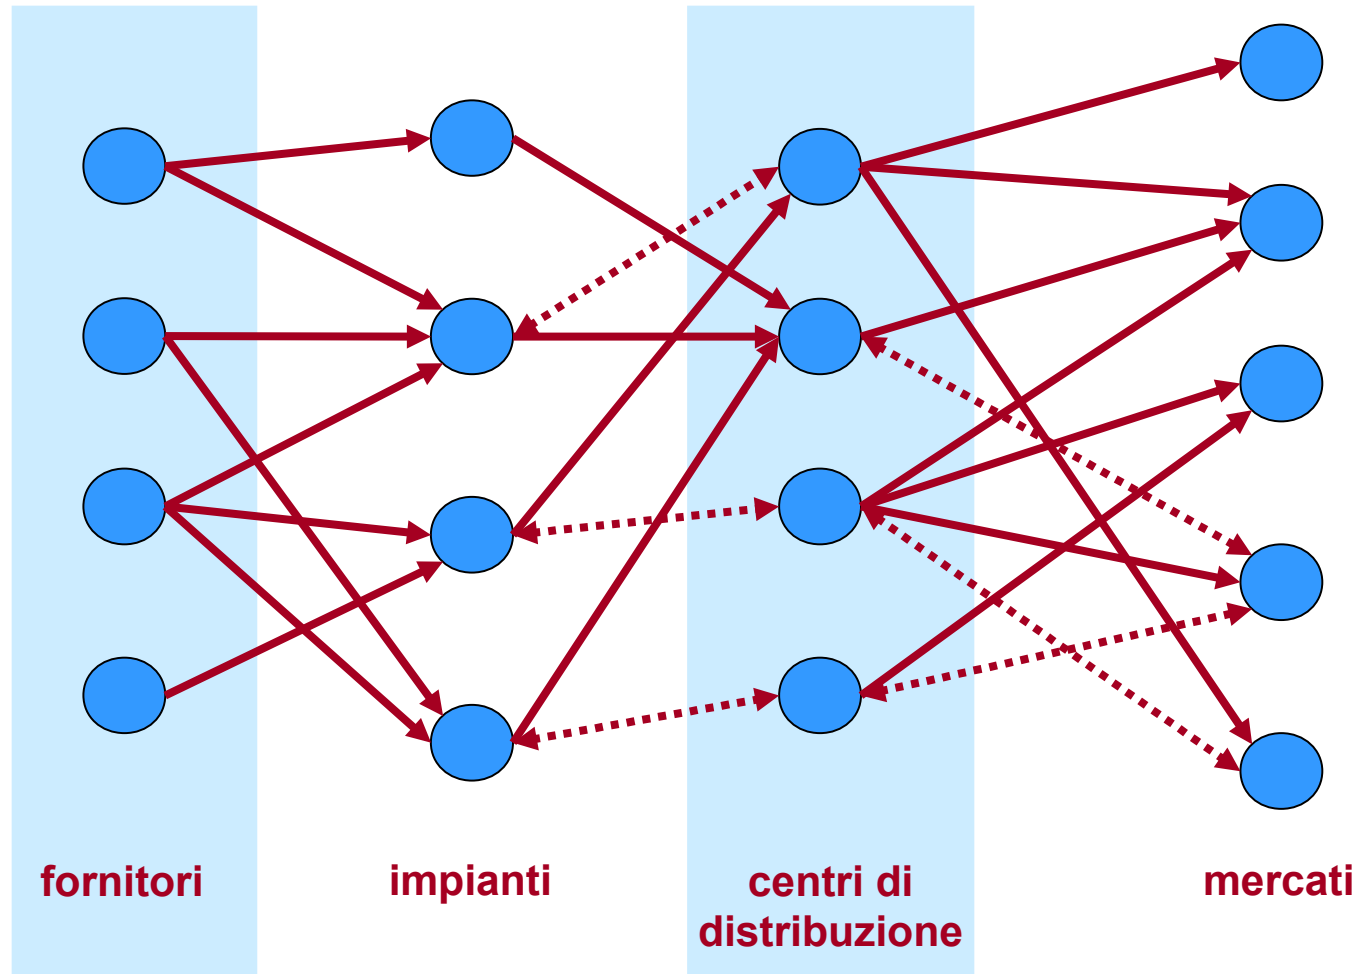 fornitori
impianti
centri di
distribuzione
mercati